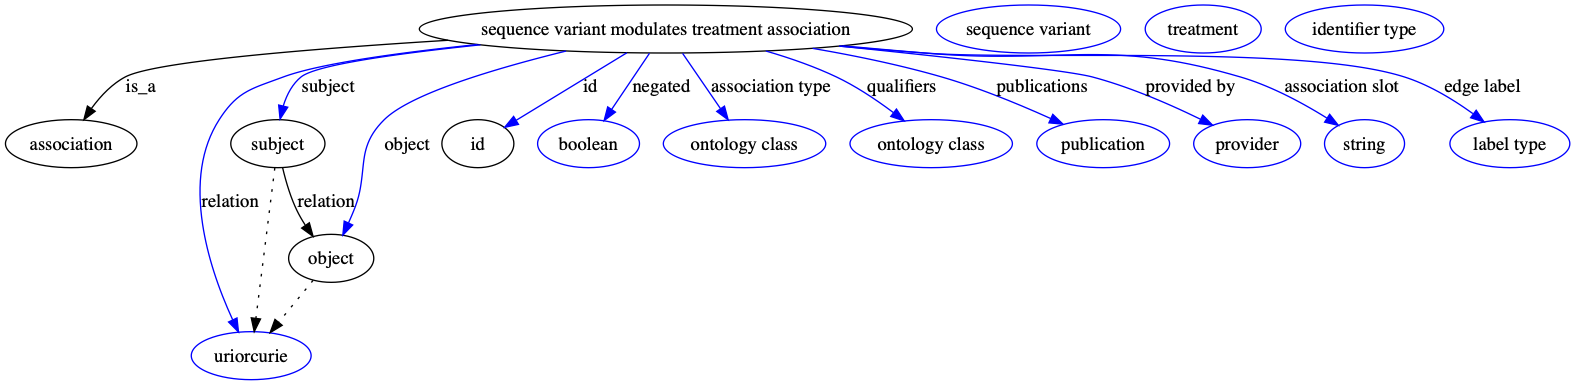 sequence variant modulates treatment association
sequence variant
treatment
identifier type
is_a
subject
object
id
negated
association type
qualifiers
publications
provided by
association slot
edge label
association
subject
id
boolean
ontology class
ontology class
publication
provider
string
label type
relation
relation
object
uriorcurie